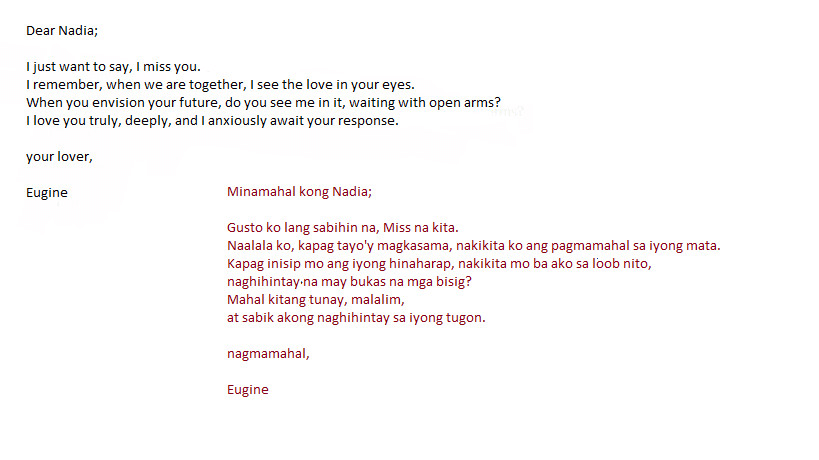 Dear Nadia;
I just want to say, I miss you.
I remember, when we are together, I see the love in your eyes.
When you envision your future, do you see me in it, waiting with open arms?
I love you truly, deeply, and I anxiously await your response.
your lover,
Eugine
Minamahal kong Nadia;
Gusto ko lang sabihin na, Miss na kita.
Naalala ko, kapag tayo'y magkasama, nakikita ko ang pagmamahal sa iyong mata.
Kapag inisip mo ang iyong hinaharap, nakikita mo ba ako sa loob nito,
naghihintay na may bukas na mga bisig?
Mahal kitang tunay, malalim,
at sabik akong naghihintay sa iyong tugon.
nagmamahal,
Eugine